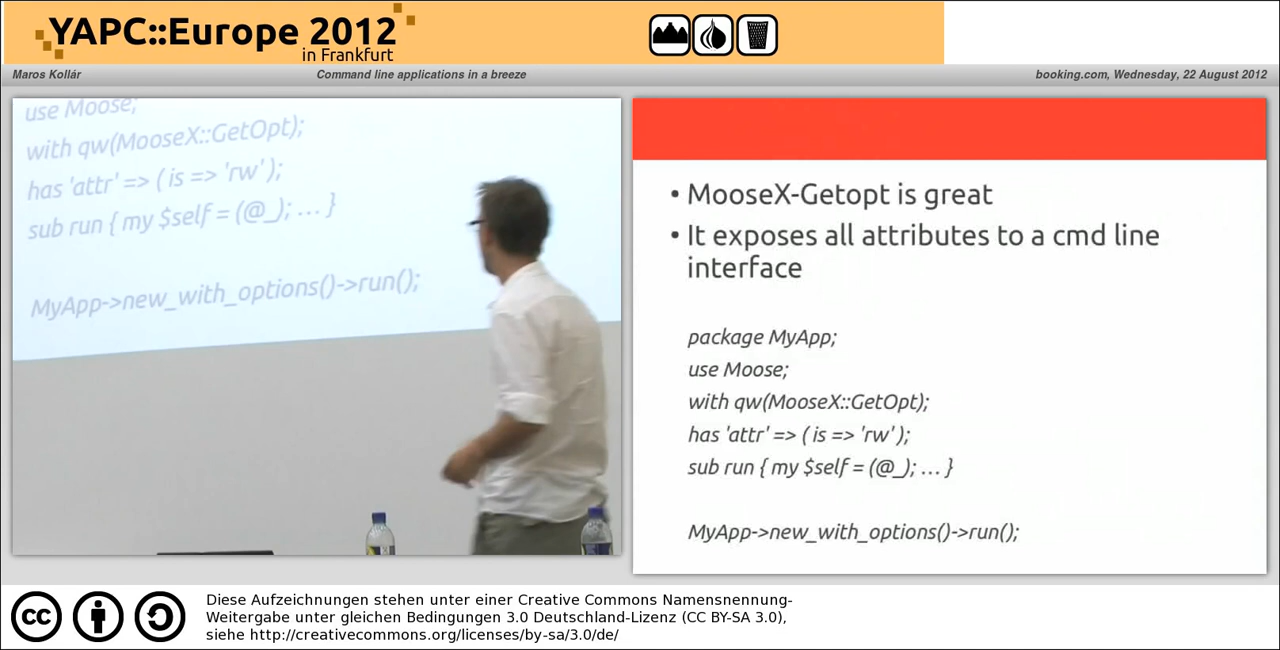 YAPC::Europe 2012
in Frankfurt
Maros Kollár
Command line applications in a breeze
booking.com, Wednesday, 22 August 2012
use Moose;
with qw(MooseX::GetOpt);
has 'attr' => ( is => 'rw' );
sub run { my $self = (@_); … }
MyApp->new_with_options()->run();
• MooseX-Getopt is great
• It exposes all attributes to a cmd line
interface
package MyApp;
use Moose;
with qw(MooseX::GetOpt);
has 'attr' => ( is => 'rw' );
sub run { my $self = (@_); … }
MyApp->new_with_options()->run();
cc
Diese Aufzeichnungen stehen unter einer Creative Commons Namensnennung-
Weitergabe unter gleichen Bedingungen 3.0 Deutschland-Lizenz (CC BY-SA 3.0),
siehe http://creativecommons.org/licenses/by-sa/3.0/de/